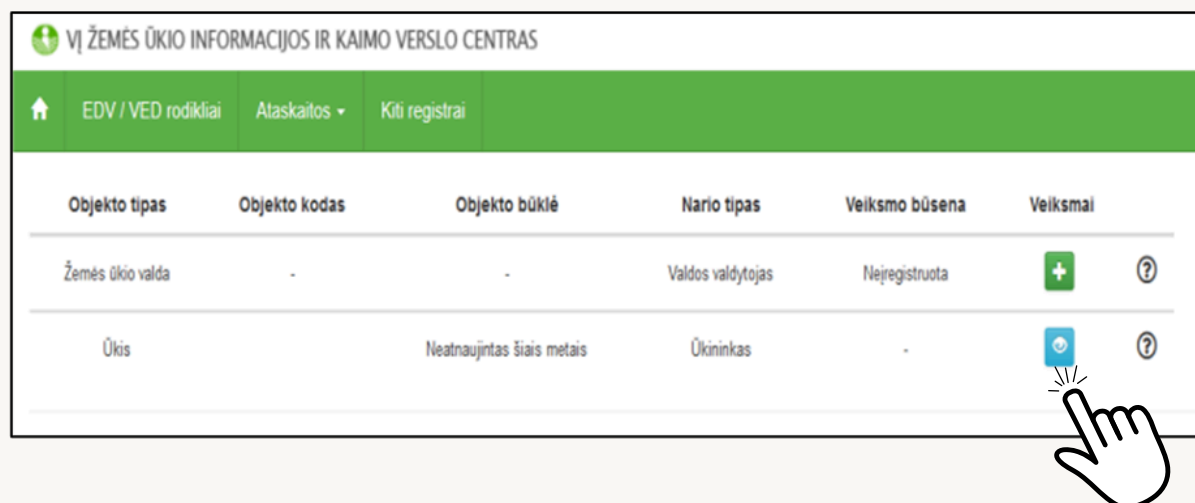 VĮ ŽEMĖS ŪKIO INFORMACIJOS IR KAIMO VERSLO CENTRAS
EDV / VED rodikliai Ataskaitos Kiti registrai
Objekto tipas Objekto kodas Objekto būklė Nario tipas Veiksmo būsena Veiksmai
Žemės ūkio valda - - Valdos valdytojas Neįregistruota + ?
Ūkis Neatnaujintas šiais metais Ūkininkas - ?